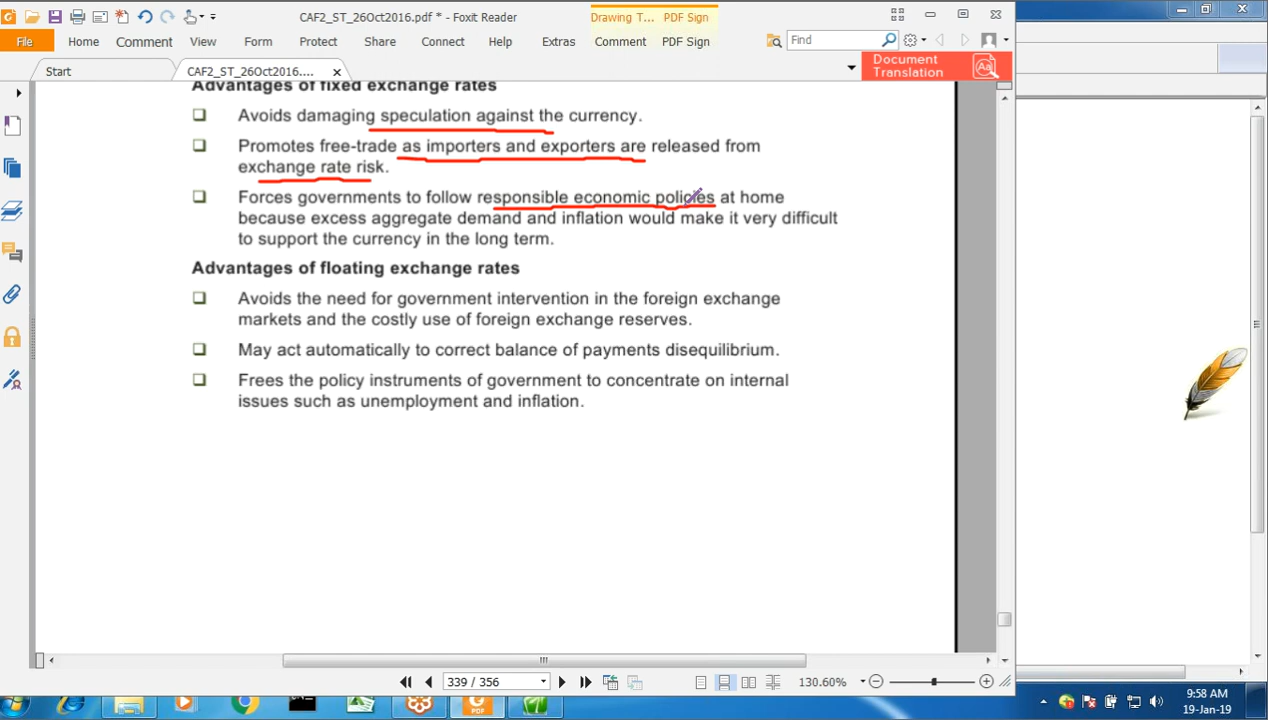 CAF2_ST_26Oct2016.pdf * - Foxit Reader
Drawing T... PDF Sign
File Home Comment View Form Protect Share Connect Help Extras Comment PDF Sign Find
Start CAF2_ST_26Oct2016....
Document Translation
Advantages of fixed exchange rates
Avoids damaging speculation against the currency.
Promotes free-trade as importers and exporters are released from
exchange rate risk.
Forces governments to follow responsible economic policies at home
because excess aggregate demand and inflation would make it very difficult
to support the currency in the long term.
Advantages of floating exchange rates
Avoids the need for government intervention in the foreign exchange
markets and the costly use of foreign exchange reserves.
May act automatically to correct balance of payments disequilibrium.
Frees the policy instruments of government to concentrate on internal
issues such as unemployment and inflation.
339 / 356 130.60%
9:58 AM
19-Jan-19